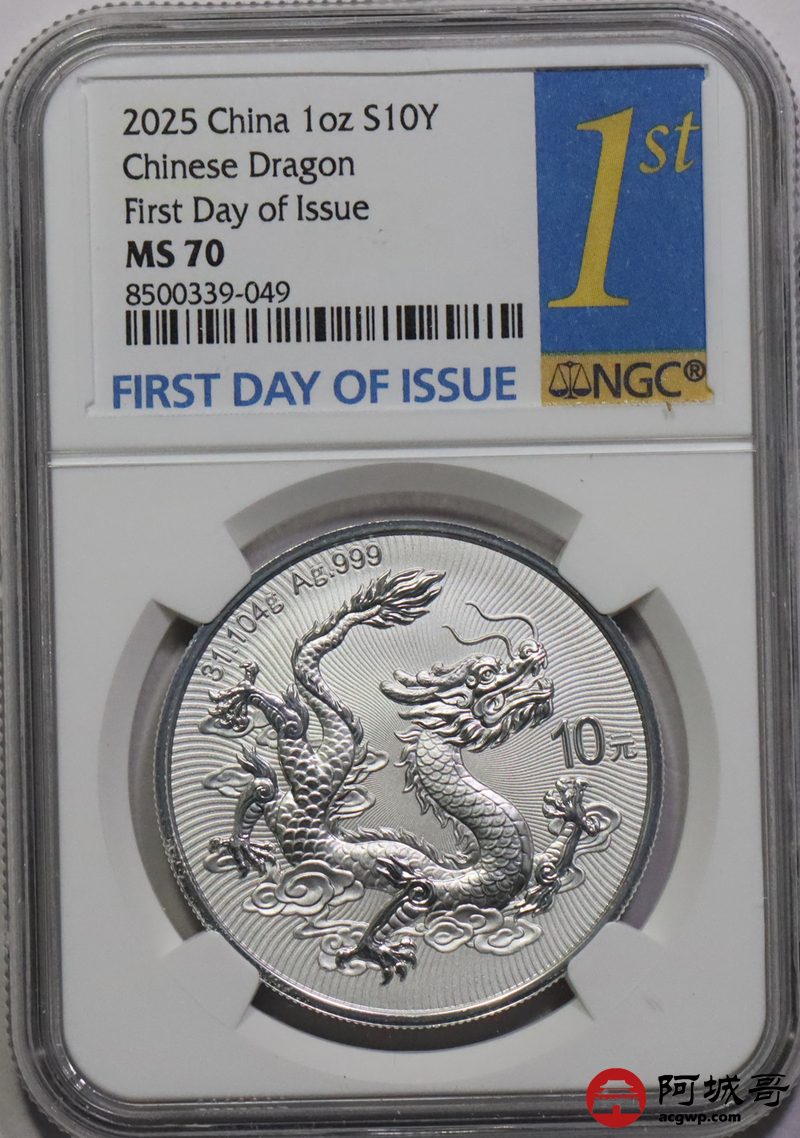 2025 China 1oz S10Y
Chinese Dragon
First Day of Issue
MS 70
8500339-049
FIRST DAY OF ISSUE
1st
NGC®
31.104g Ag.999
10元
阿城哥
acgwp.com